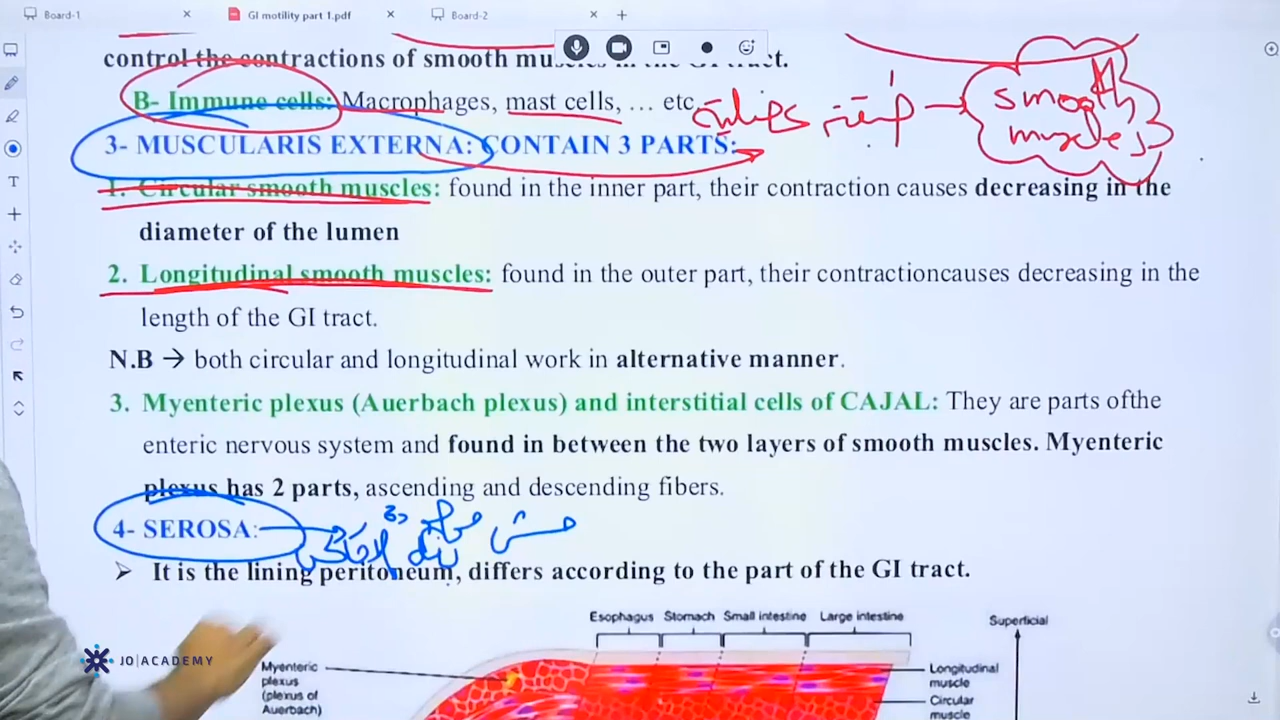 Board-1
GI motility part 1.pdf
Board-2
control the contractions of smooth muscles in the GI tract.
B- Immune cells: Macrophages, mast cells, … etc.
smooth
muscles
3- MUSCULARIS EXTERNA: CONTAIN 3 PARTS:
1. Circular smooth muscles: found in the inner part, their contraction causes decreasing in the
diameter of the lumen
2. Longitudinal smooth muscles: found in the outer part, their contractioncauses decreasing in the
length of the GI tract.
N.B → both circular and longitudinal work in alternative manner.
3. Myenteric plexus (Auerbach plexus) and interstitial cells of CAJAL: They are parts ofthe
enteric nervous system and found in between the two layers of smooth muscles. Myenteric
plexus has 2 parts, ascending and descending fibers.
4- SEROSA:
➤ It is the lining peritoneum, differs according to the part of the GI tract.
Esophagus Stomach Small intestine Large intestine
Superficial
Myenteric
plexus
(plexus of
Auerbach)
Longitudinal
muscle
Circular
muscle
JO|ACADEMY